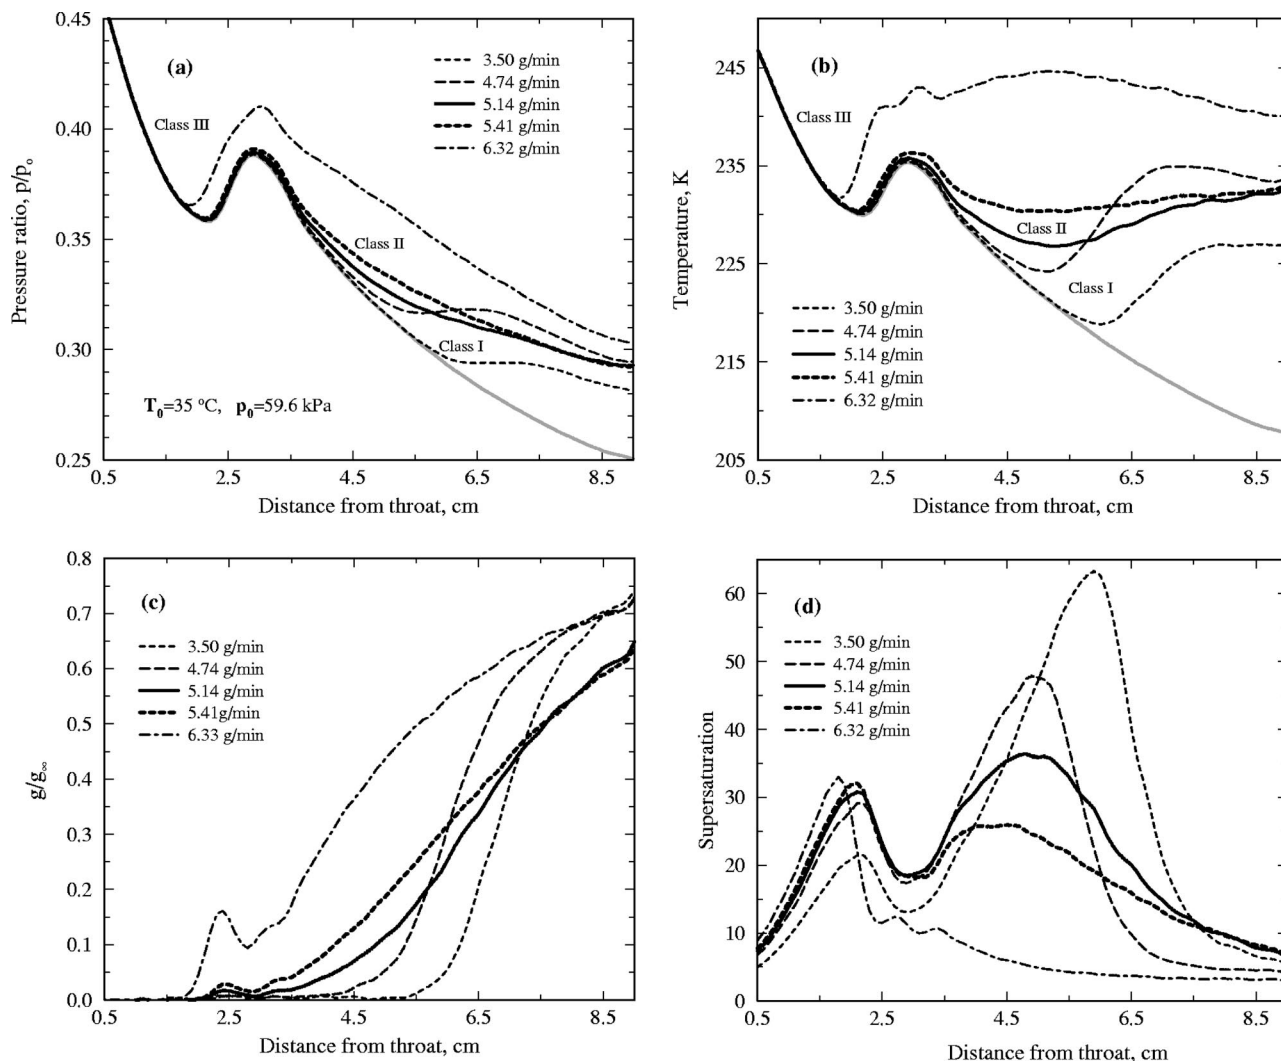 (a)
3.50 g/min
4.74 g/min
5.14 g/min
5.41 g/min
6.32 g/min
Class III
Class II
Class I
T₀=35 ºC, p₀=59.6 kPa
Pressure ratio, p/pₒ
0.45
0.40
0.35
0.30
0.25
0.5 2.5 4.5 6.5 8.5
Distance from throat, cm
(b)
Class III
Class II
Class I
3.50 g/min
4.74 g/min
5.14 g/min
5.41 g/min
6.32 g/min
Temperature, K
245
235
225
215
205
0.5 2.5 4.5 6.5 8.5
Distance from throat, cm
(c)
3.50 g/min
4.74 g/min
5.14 g/min
5.41g/min
6.33 g/min
g/g∞
0.8
0.7
0.6
0.5
0.4
0.3
0.2
0.1
0.0
0.5 2.5 4.5 6.5 8.5
Distance from throat, cm
(d)
3.50 g/min
4.74 g/min
5.14 g/min
5.41 g/min
6.32 g/min
Supersaturation
60
50
40
30
20
10
0
0.5 2.5 4.5 6.5 8.5
Distance from throat, cm